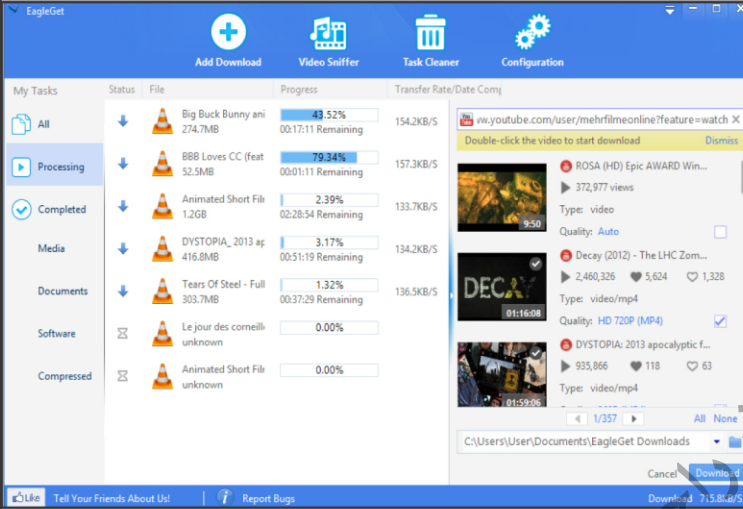 EagleGet
Add Download Video Sniffer Task Cleaner Configuration
My Tasks
All
Processing
Completed
Media
Documents
Software
Compressed
Status File Progress Transfer Rate/Date Comp
Big Buck Bunny ani 43.52%
274.7MB 00:17:11 Remaining 154.2KB/S
BBB Loves CC (feat 79.34%
52.5MB 00:01:11 Remaining 157.3KB/S
Animated Short Film 2.39%
1.2GB 02:28:54 Remaining 133.7KB/S
DYSTOPIA_ 2013 ap 3.17%
416.8MB 00:51:19 Remaining 134.2KB/S
Tears Of Steel - Full 1.32%
303.7MB 00:37:29 Remaining 136.5KB/S
Le jour des corneill 0.00%
unknown
Animated Short Film 0.00%
unknown
You Tube
vw.youtube.com/user/mehrfilmeonline?feature=watch
Double-click the video to start download Dismiss
9:50
ROSA (HD) Epic AWARD Win...
372,977 views
Type: video
Quality: Auto
DECAY
01:16:08
Decay (2012) - The LHC Zom...
2,460,326 5,624 1,328
Type: video/mp4
Quality: HD 720P (MP4)
01:59:06
DYSTOPIA: 2013 apocalyptic f...
935,866 118 63
Type: video/mp4
1/357 All None
C:\Users\User\Documents\EagleGet Downloads
Cancel Download
Like Tell Your Friends About Us! Report Bugs Download 715.8KB/S